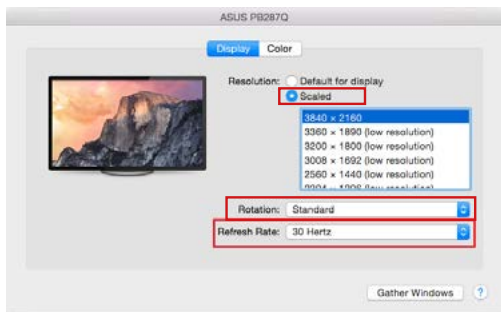 ASUS PB287Q
Display Color
Resolution: Default for display
Scaled
3840 × 2160
3360 × 1890 (low resolution)
3200 × 1800 (low resolution)
3008 × 1692 (low resolution)
2560 × 1440 (low resolution)
Rotation: Standard
Refresh Rate: 30 Hertz
Gather Windows ?